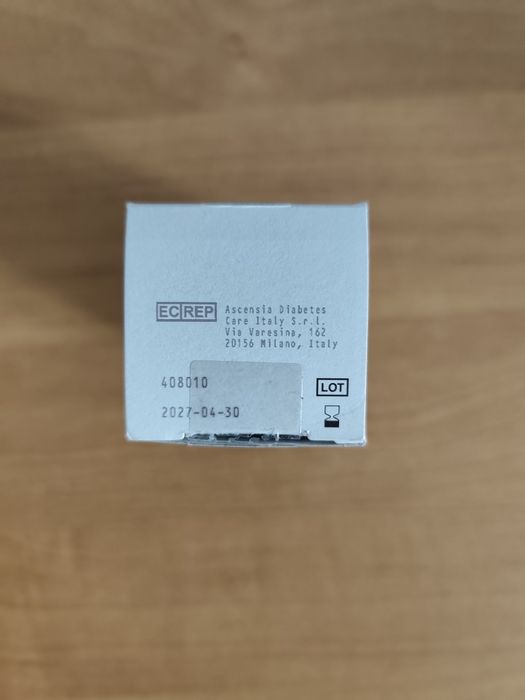 EC REP
Ascensia Diabetes
Care Italy S.r.l.
Via Varesina, 162
20156 Milano, Italy
408010
LOT
2027-04-30